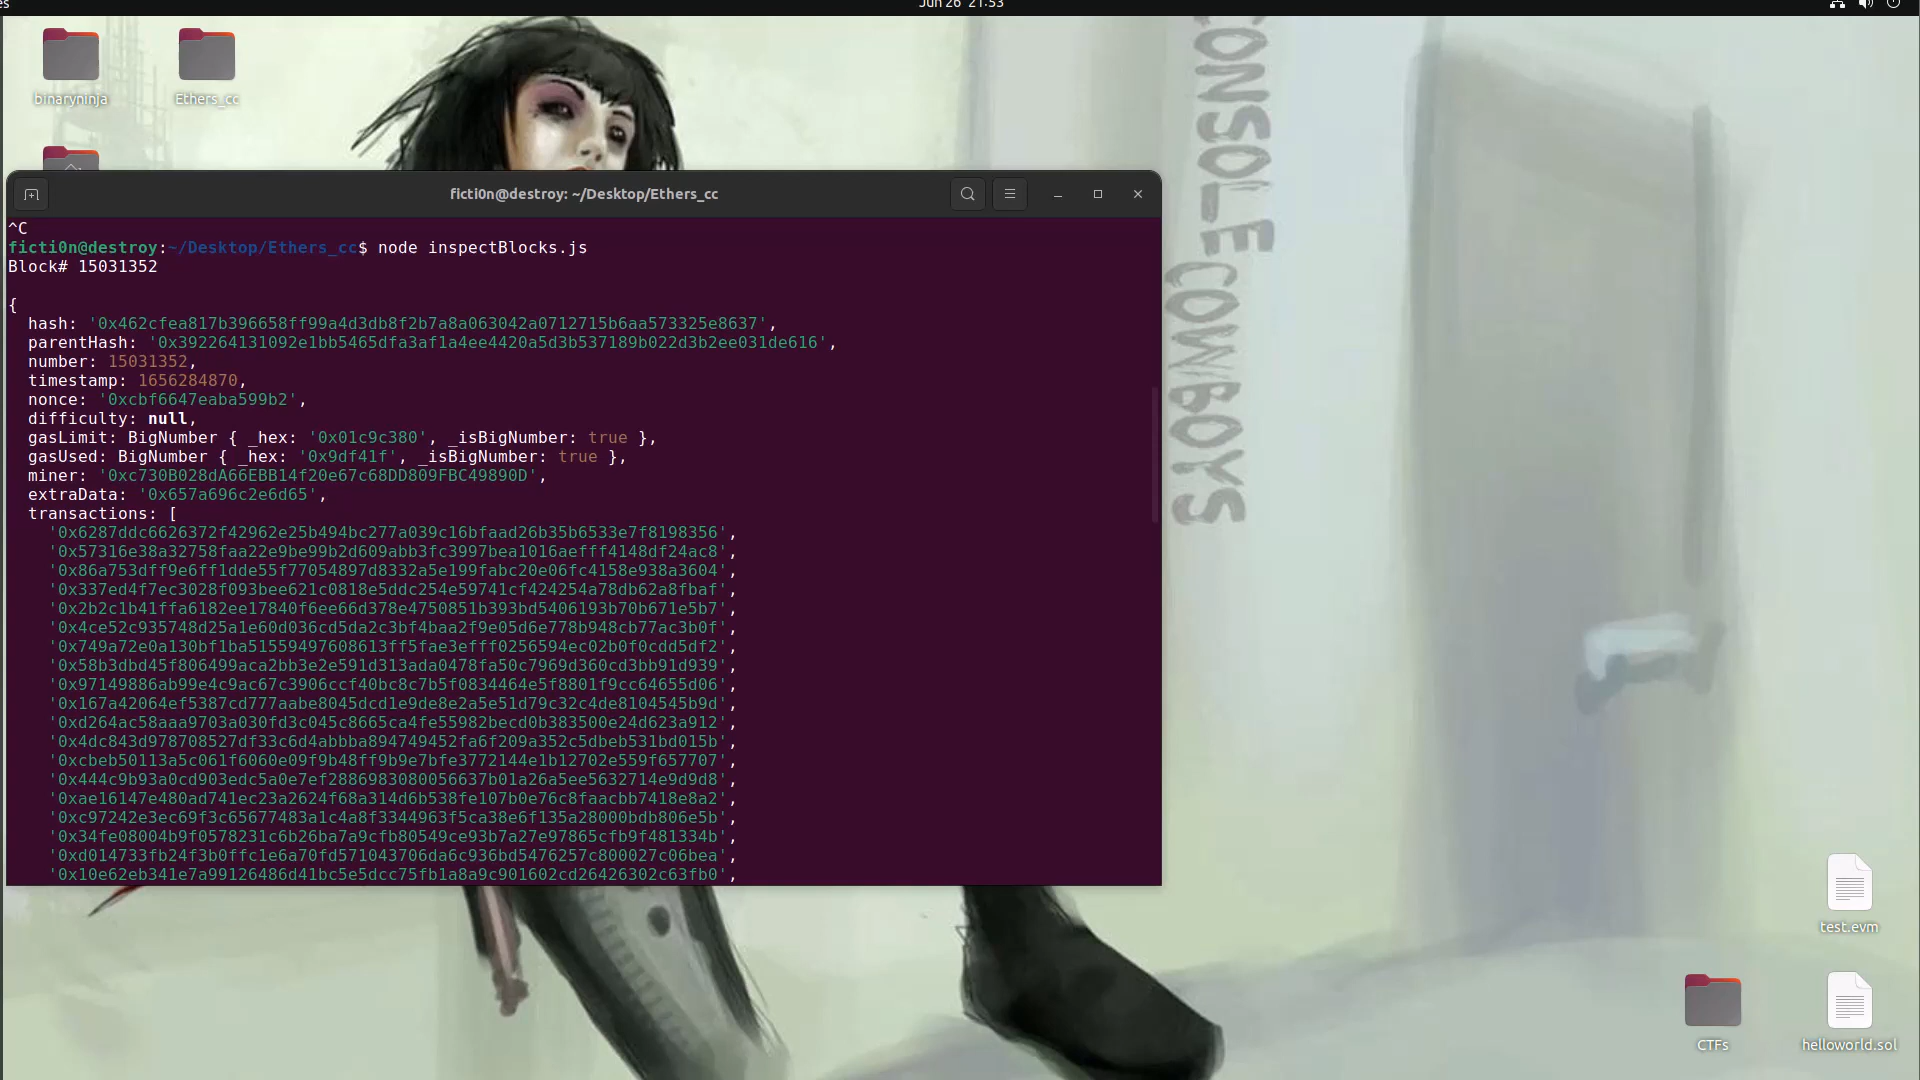 es
Jun 26 21:53
binaryninja
Ethers_cc
CONSOLE COWBOYS
ficti0n@destroy: ~/Desktop/Ethers_cc
^C
ficti0n@destroy:~/Desktop/Ethers_cc$ node inspectBlocks.js
Block# 15031352
{
hash: '0x462cfea817b396658ff99a4d3db8f2b7a8a063042a0712715b6aa573325e8637',
parentHash: '0x392264131092e1bb5465dfa3af1a4ee4420a5d3b537189b022d3b2ee031de616',
number: 15031352,
timestamp: 1656284870,
nonce: '0xcbf6647eaba599b2',
difficulty: null,
gasLimit: BigNumber { _hex: '0x01c9c380', _isBigNumber: true },
gasUsed: BigNumber { _hex: '0x9df41f', _isBigNumber: true },
miner: '0xc730B028dA66EBB14f20e67c68DD809FBC49890D',
extraData: '0x657a696c2e6d65',
transactions: [
'0x6287ddc6626372f42962e25b494bc277a039c16bfaad26b35b6533e7f8198356',
'0x57316e38a32758faa22e9be99b2d609abb3fc3997bea1016aefff4148df24ac8',
'0x86a753dff9e6ff1dde55f77054897d8332a5e199fabc20e06fc4158e938a3604',
'0x337ed4f7ec3028f093bee621c0818e5ddc254e59741cf424254a78db62a8fbaf',
'0x2b2c1b41ffa6182ee17840f6ee66d378e4750851b393bd5406193b70b671e5b7',
'0x4ce52c935748d25a1e60d036cd5da2c3bf4baa2f9e05d6e778b948cb77ac3b0f',
'0x749a72e0a130bf1ba51559497608613ff5fae3efff0256594ec02b0f0cdd5df2',
'0x58b3dbd45f806499aca2bb3e2e591d313ada0478fa50c7969d360cd3bb91d939',
'0x97149886ab99e4c9ac67c3906ccf40bc8c7b5f0834464e5f8801f9cc64655d06',
'0x167a42064ef5387cd777aabe8045dcd1e9de8e2a5e51d79c32c4de8104545b9d',
'0xd264ac58aaa9703a030fd3c045c8665ca4fe55982becd0b383500e24d623a912',
'0x4dc843d978708527df33c6d4abbba894749452fa6f209a352c5dbeb531bd015b',
'0xcbeb50113a5c061f6060e09f9b48ff9b9e7bfe3772144e1b12702e559f657707',
'0x444c9b93a0cd903edc5a0e7ef2886983080056637b01a26a5ee5632714e9d9d8',
'0xae16147e480ad741ec23a2624f68a314d6b538fe107b0e76c8faacbb7418e8a2',
'0xc97242e3ec69f3c65677483a1c4a8f3344963f5ca38e6f135a28000bdb806e5b',
'0x34fe08004b9f0578231c6b26ba7a9cfb80549ce93b7a27e97865cfb9f481334b',
'0xd014733fb24f3b0ffc1e6a70fd571043706da6c936bd5476257c800027c06bea',
'0x10e62eb341e7a99126486d41bc5e5dcc75fb1a8a9c901602cd26426302c63fb0',
test.evm
CTFs
helloworld.sol